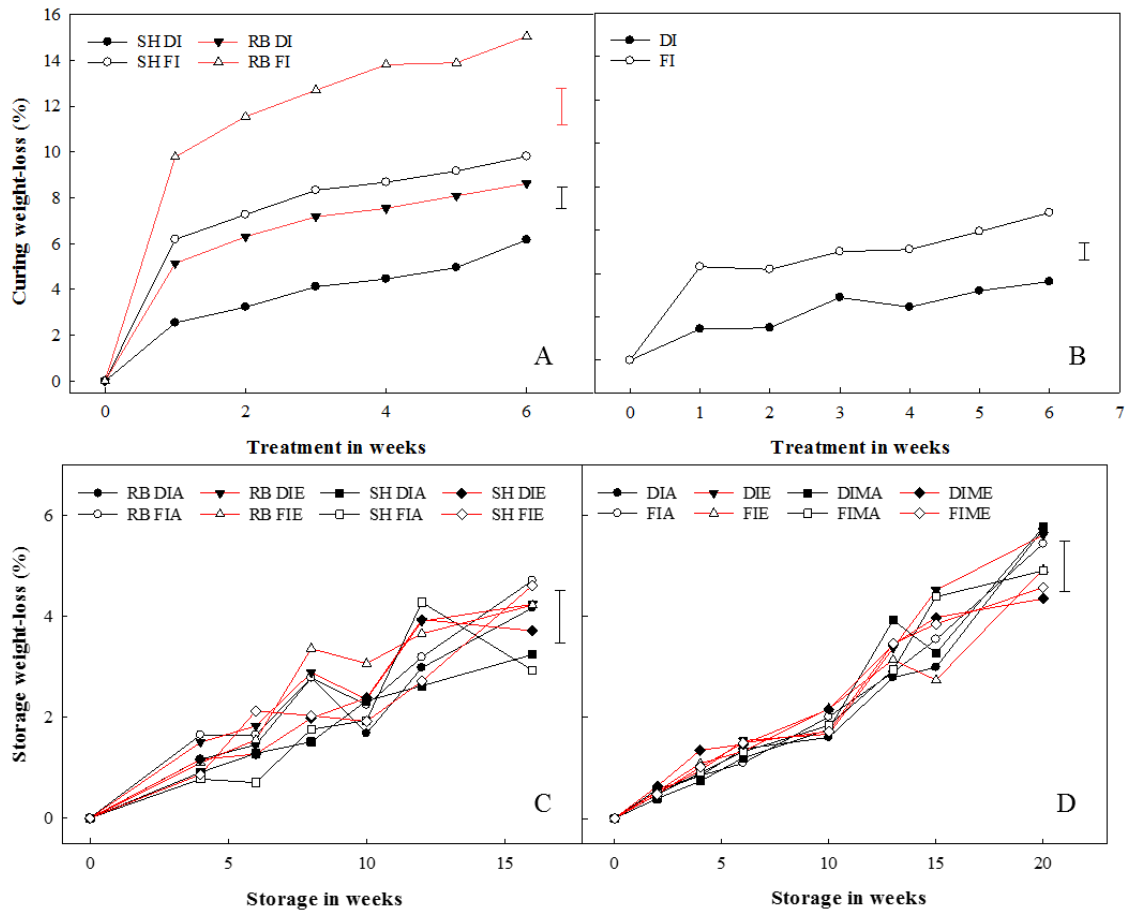 16
14
12
10
8
6
4
2
0
Curing weight-loss (%)
SH DI
RB DI
SH FI
RB FI
A
0
2
4
6
Treatment in weeks
DI
FI
B
0
1
2
3
4
5
6
7
Treatment in weeks
6
4
2
0
Storage weight-loss (%)
RB DIA
RB DIE
SH DIA
SH DIE
RB FIA
RB FIE
SH FIA
SH FIE
C
0
5
10
15
Storage in weeks
DIA
DIE
DIMA
DIME
FIA
FIE
FIMA
FIME
D
0
5
10
15
20
Storage in weeks